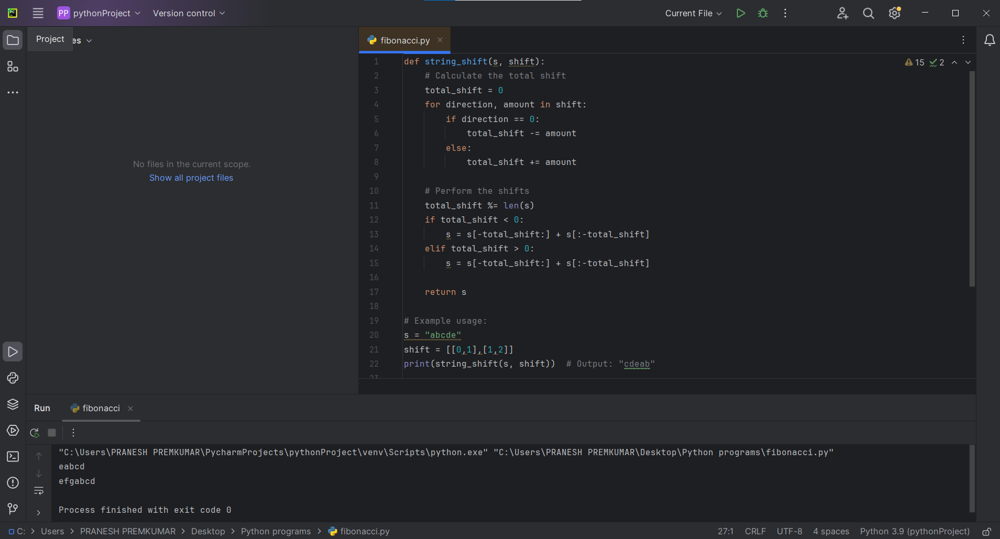 PP pythonProject Version control Current File
Project es
fibonacci.py
15 2
1 def string_shift(s, shift):
2     # Calculate the total shift
3     total_shift = 0
4     for direction, amount in shift:
5         if direction == 0:
6             total_shift -= amount
7         else:
8             total_shift += amount
9
10     # Perform the shifts
11     total_shift %= len(s)
12     if total_shift < 0:
13         s = s[-total_shift:] + s[:-total_shift]
14     elif total_shift > 0:
15         s = s[-total_shift:] + s[:-total_shift]
16
17     return s
18
19 # Example usage:
20 s = "abcde"
21 shift = [[0,1],[1,2]]
22 print(string_shift(s, shift))  # Output: "cdeab"
23
No files in the current scope.
Show all project files
Run fibonacci
"C:\Users\PRANESH PREMKUMAR\PycharmProjects\pythonProject\venv\Scripts\python.exe" "C:\Users\PRANESH PREMKUMAR\Desktop\Python programs\fibonacci.py"
eabcd
efgabcd
Process finished with exit code 0
C: > Users > PRANESH PREMKUMAR > Desktop > Python programs > fibonacci.py 27:1 CRLF UTF-8 4 spaces Python 3.9 (pythonProject)